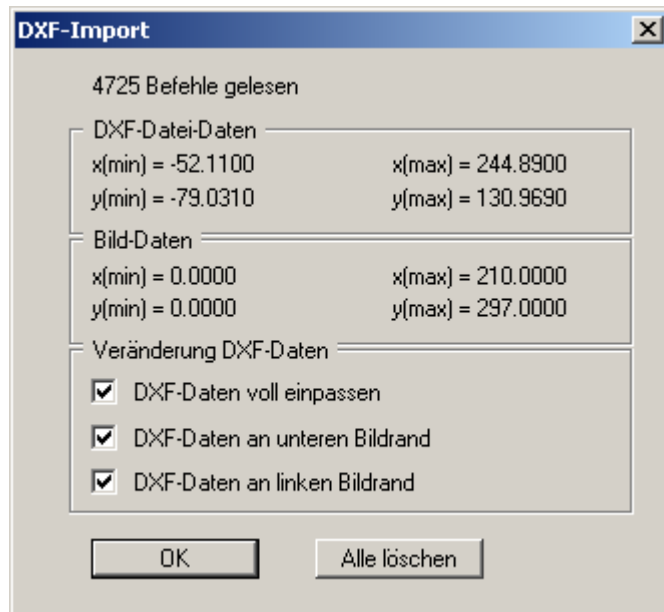 DXF-Import
4725 Befehle gelesen
DXF-Datei-Daten
x(min) = -52.1100 x(max) = 244.8900
y(min) = -79.0310 y(max) = 130.9690
Bild-Daten
x(min) = 0.0000 x(max) = 210.0000
y(min) = 0.0000 y(max) = 297.0000
Veränderung DXF-Daten
DXF-Daten voll einpassen
DXF-Daten an unteren Bildrand
DXF-Daten an linken Bildrand
OK Alle löschen